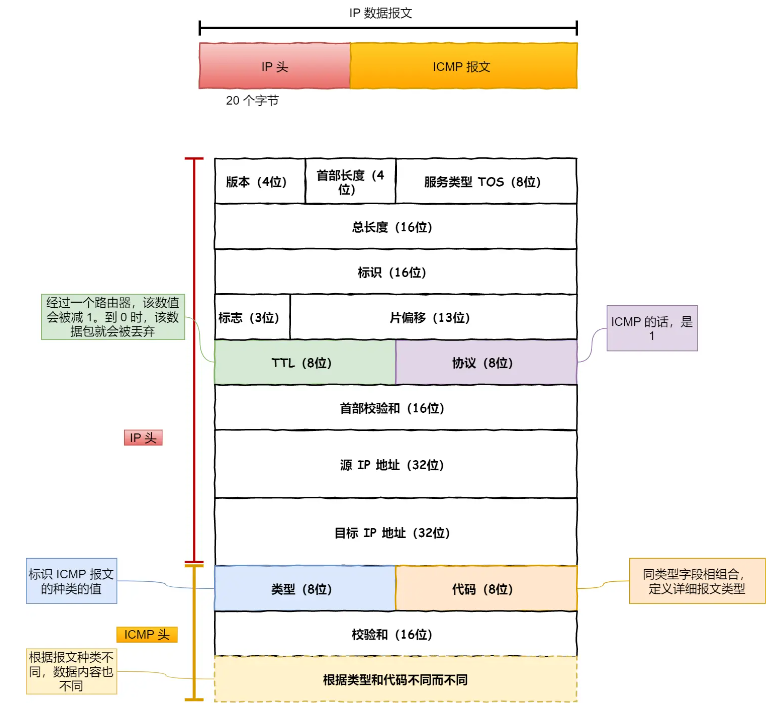 IP 数据报文
IP 头
ICMP 报文
20 个字节
版本（4位）
首部长度（4
位）
服务类型 TOS（8位）
总长度（16位）
标识（16位）
标志（3位）
片偏移（13位）
经过一个路由器，该数值
会被减 1。到 0 时，该数
据包就会被丢弃
ICMP 的话，是
1
TTL（8位）
协议（8位）
首部校验和（16位）
IP 头
源 IP 地址（32位）
目标 IP 地址（32位）
标识 ICMP 报文
的种类的值
类型（8位）
代码（8位）
同类型字段相组合，
定义详细报文类型
ICMP 头
校验和（16位）
根据报文种类不
同，数据内容也
不同
根据类型和代码不同而不同